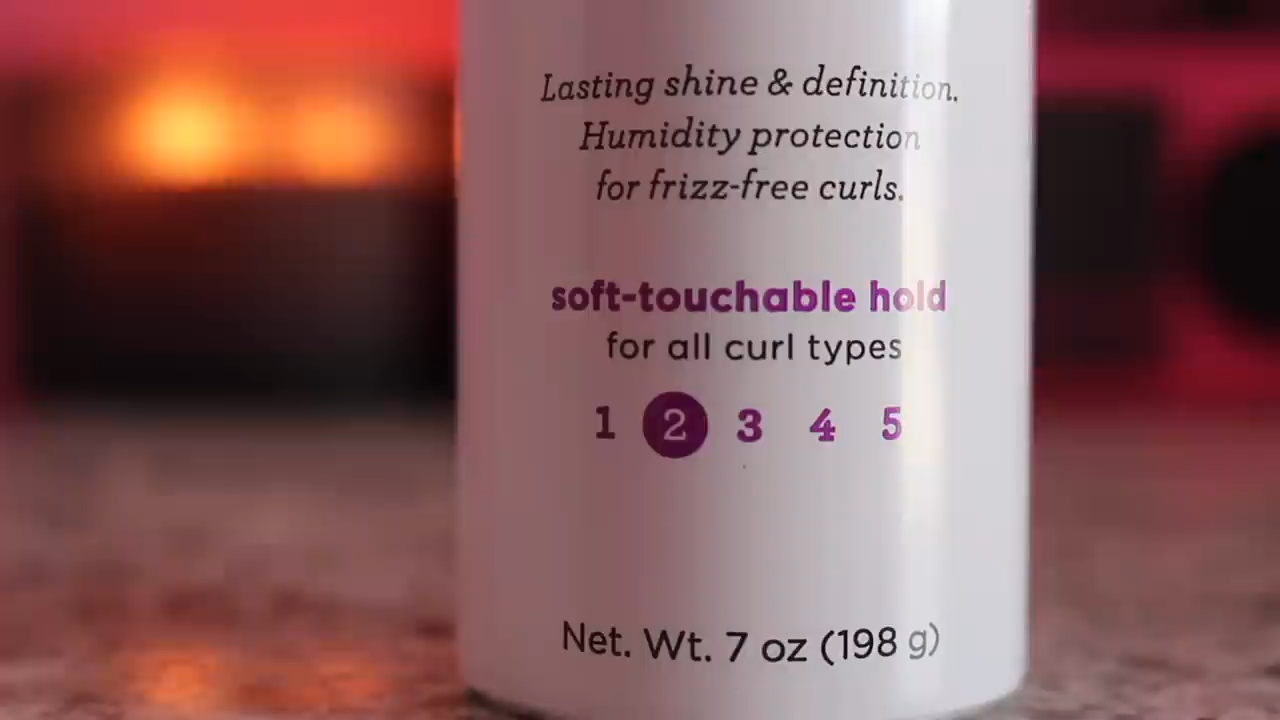 Lasting shine & definition.
Humidity protection
for frizz-free curls.
soft-touchable hold
for all curl types
1 2 3 4 5
Net. Wt. 7 oz (198 g)